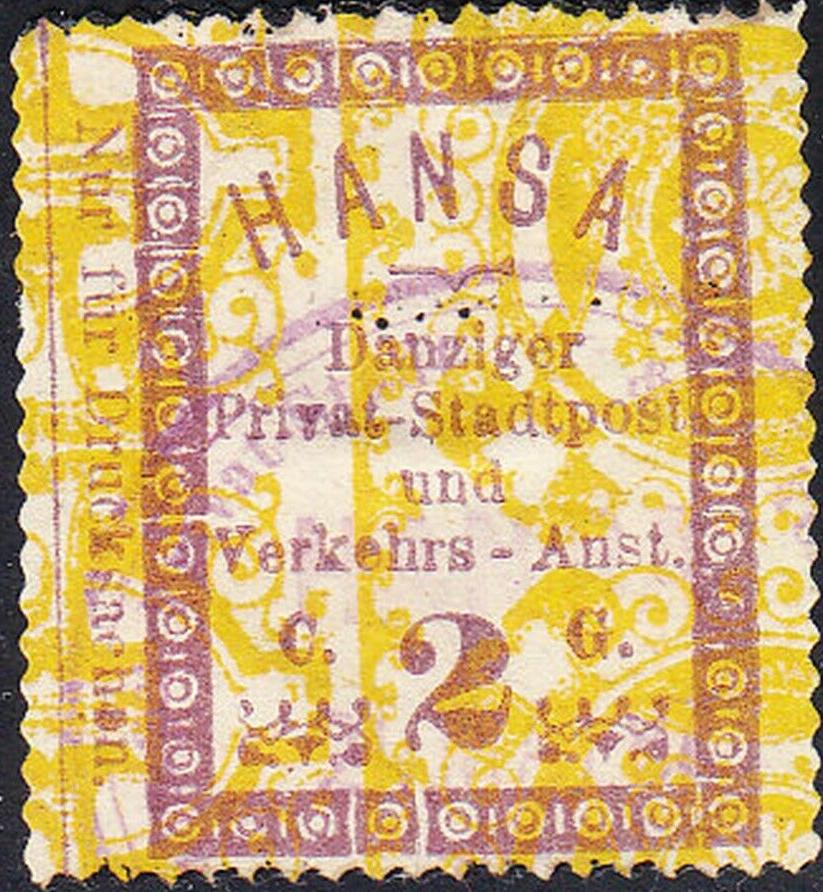 HANSA
Danziger
Privat-Stadtpost
und
Verkehrs - Anst.
C. 2 G.
Nur für Drucksachen.